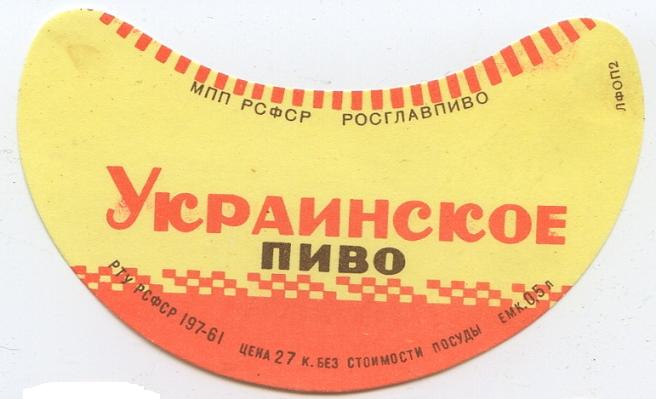 МПП РСФСР РОСГЛАВПИВО
ЛФОП2
УКРАИНСКОЕ
ПИВО
РТУ РСФСР 197-61 ЦЕНА 27 К. БЕЗ СТОИМОСТИ ПОСУДЫ ЕМК. 0,5 л